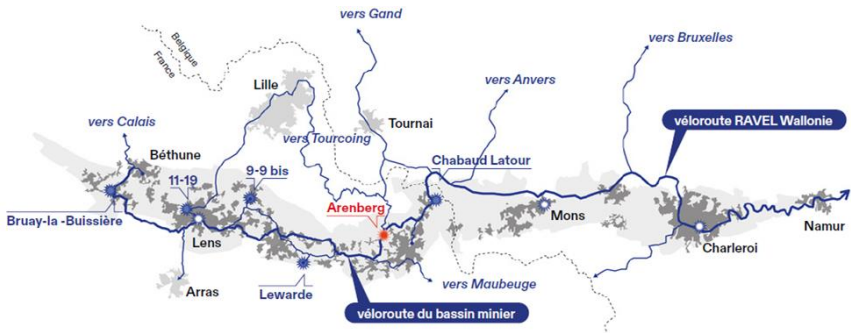 vers Gand
Belgique
France
vers Bruxelles
Lille
vers Anvers
vers Calais
Tournai
véloroute RAVEL Wallonie
vers Tourcoing
Béthune
Chabaud Latour
11-19
9-9 bis
Arenberg
Bruay-la -Buissière
Mons
Namur
Lens
Charleroi
Arras
Lewarde
vers Maubeuge
véloroute du bassin minier